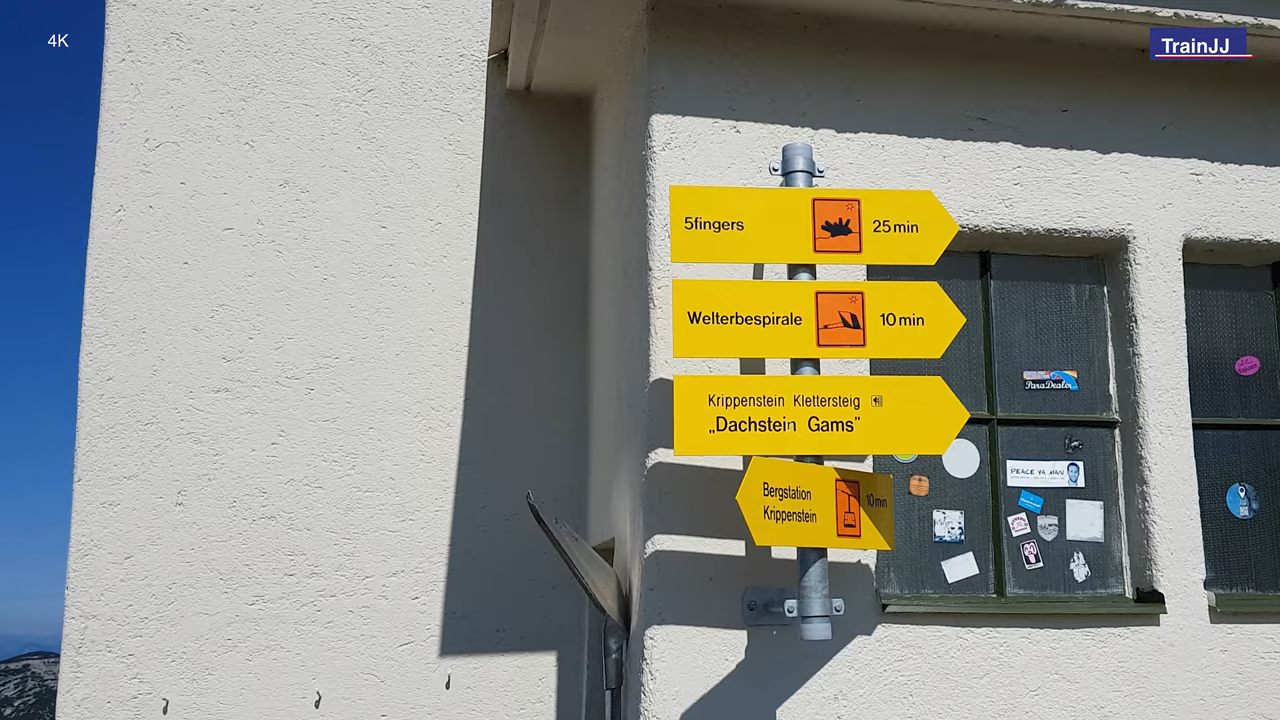 4K
TrainJJ
5fingers 25 min
Welterbespirale 10 min
Krippenstein Klettersteig
„Dachstein Gams”
Bergstation
Krippenstein
10 min
ParaDealer
PEACE YA MAN